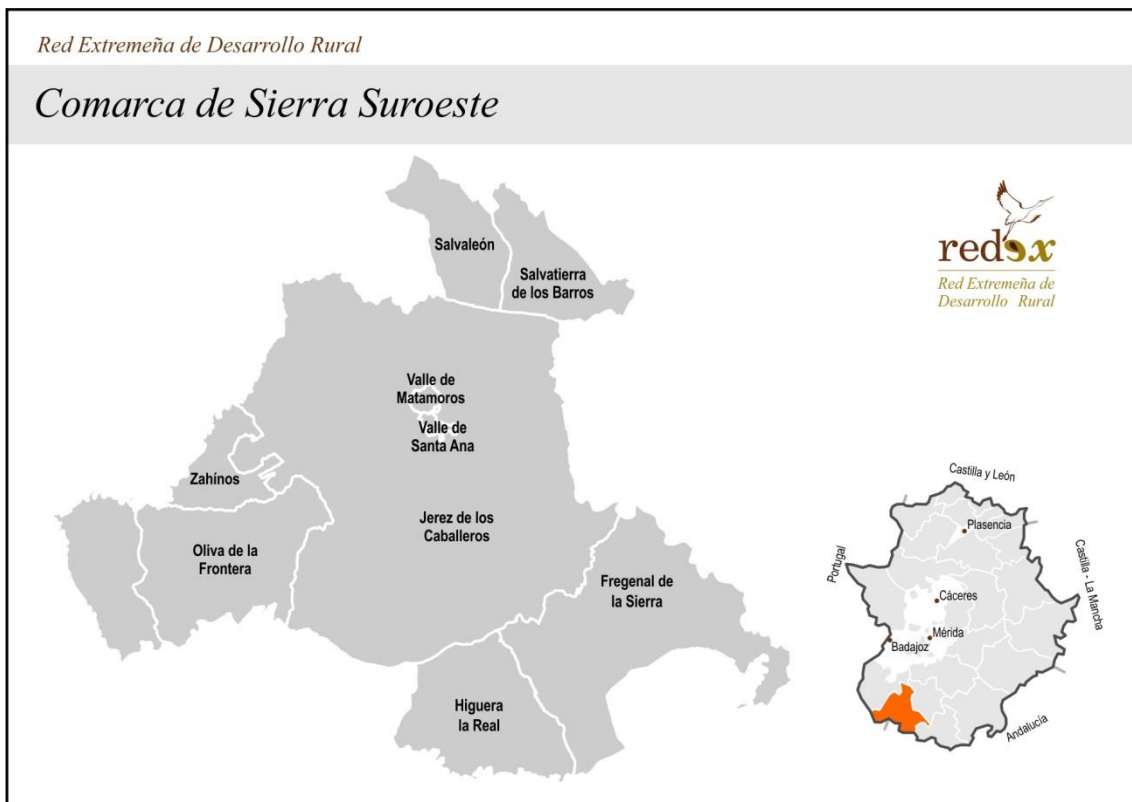 Red Extremeña de Desarrollo Rural
Comarca de Sierra Suroeste
Salvaleón
Salvatierra
de los Barros
redex
Red Extremeña de
Desarrollo Rural
Valle de
Matamoros
Valle de
Santa Ana
Zahínos
Jerez de los
Caballeros
Oliva de la
Frontera
Fregenal de
la Sierra
Higuera
la Real
Castilla y León
Plasencia
Portugal
Castilla - La Mancha
Cáceres
Mérida
Badajoz
Andalucía